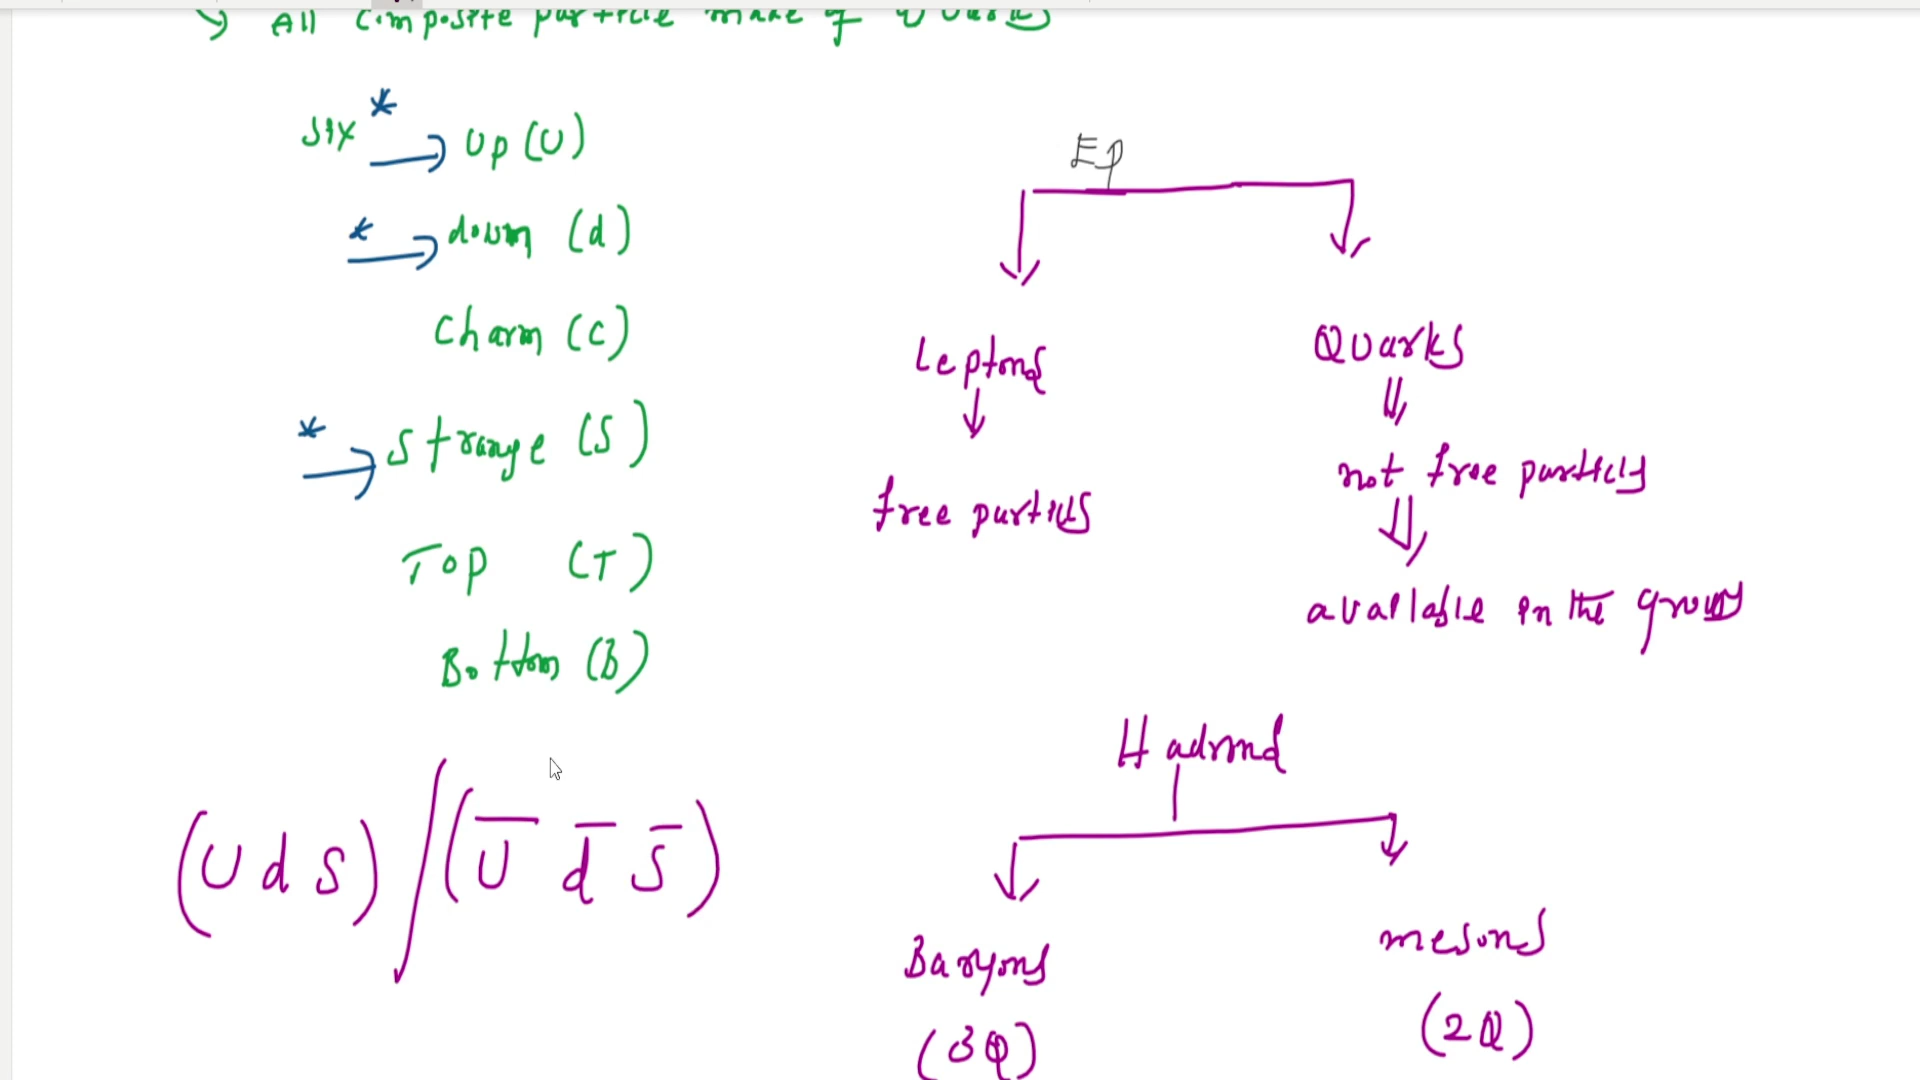 All composite particle made of Quarks
Six * → Up (U)
* → down (d)
Charm (C)
* → Strange (S)
Top (T)
Bottom (B)
(U d S) / (U̅ d̅ S̅)
EP
Leptons
↓
free particles
Quarks
⇓
not free particles
⇓
available in the group
Hadrons
Baryons
(3Q)
mesons
(2Q)